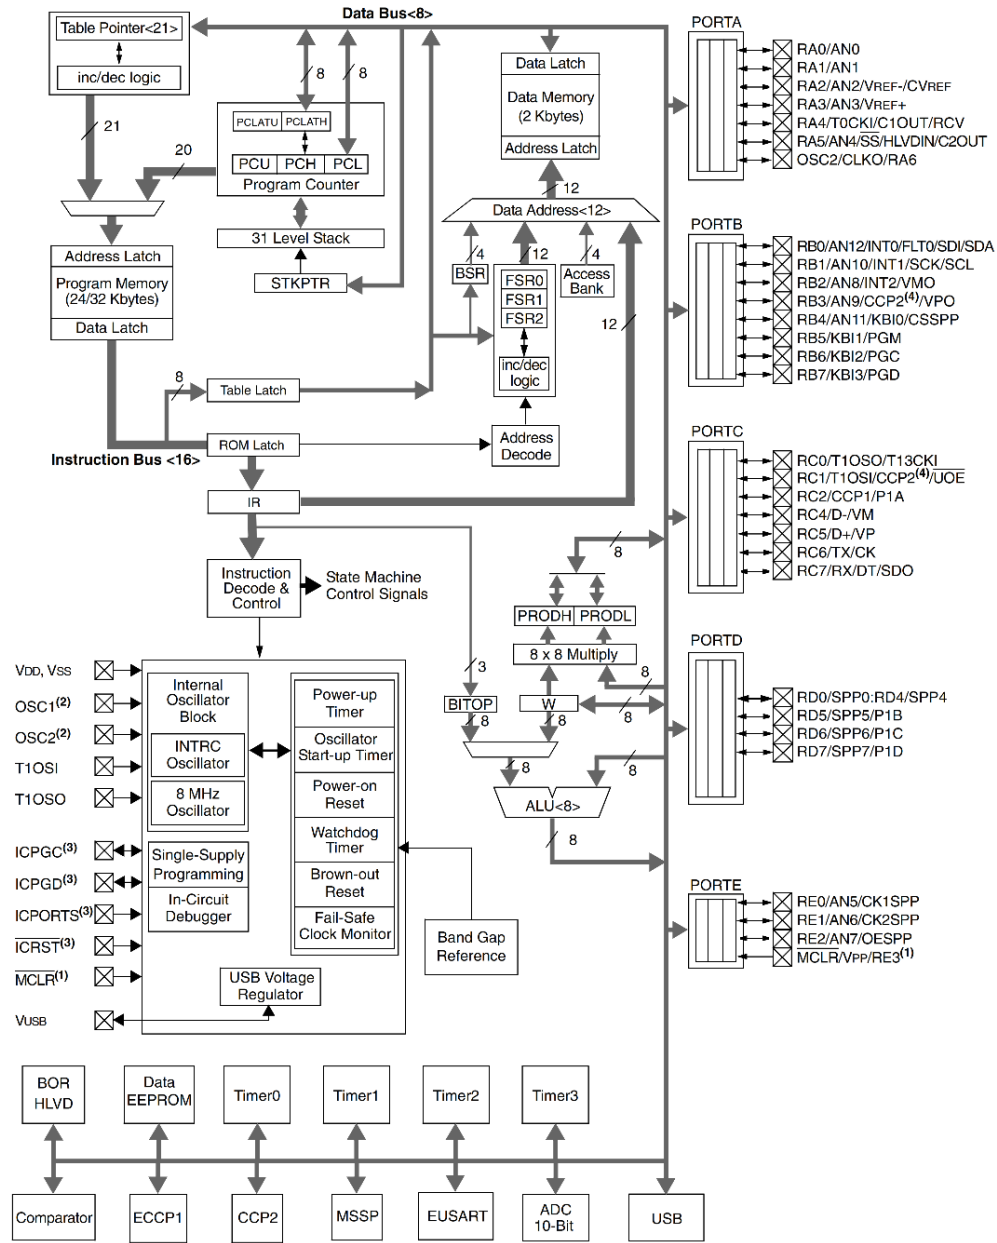 Data Bus<8>
Table Pointer<21>
inc/dec logic
21
20
8
8
PCLATU PCLATH
PCU PCH PCL
Program Counter
31 Level Stack
STKPTR
Address Latch
Program Memory
(24/32 Kbytes)
Data Latch
8
Table Latch
Instruction Bus <16>
ROM Latch
IR
Data Latch
Data Memory
(2 Kbytes)
Address Latch
12
Data Address<12>
4
12
4
BSR
FSR0
FSR1
FSR2
inc/dec
logic
Access
Bank
12
Address
Decode
Instruction
Decode &
Control
State Machine
Control Signals
8
PRODH PRODL
8 x 8 Multiply
3
8
BITOP
W
8
8
8
8
ALU<8>
8
VDD, VSS
OSC1(2)
OSC2(2)
T1OSI
T1OSO
ICPGC(3)
ICPGD(3)
ICPORTS(3)
ICRST(3)
MCLR(1)
VUSB
Internal
Oscillator
Block
INTRC
Oscillator
8 MHz
Oscillator
Single-Supply
Programming
In-Circuit
Debugger
Power-up
Timer
Oscillator
Start-up Timer
Power-on
Reset
Watchdog
Timer
Brown-out
Reset
Fail-Safe
Clock Monitor
Band Gap
Reference
USB Voltage
Regulator
PORTA
RA0/AN0
RA1/AN1
RA2/AN2/VREF-/CVREF
RA3/AN3/VREF+
RA4/T0CKI/C1OUT/RCV
RA5/AN4/SS/HLVDIN/C2OUT
OSC2/CLKO/RA6
PORTB
RB0/AN12/INT0/FLT0/SDI/SDA
RB1/AN10/INT1/SCK/SCL
RB2/AN8/INT2/VMO
RB3/AN9/CCP2(4)/VPO
RB4/AN11/KBI0/CSSPP
RB5/KBI1/PGM
RB6/KBI2/PGC
RB7/KBI3/PGD
PORTC
RC0/T1OSO/T13CKI
RC1/T1OSI/CCP2(4)/UOE
RC2/CCP1/P1A
RC4/D-/VM
RC5/D+/VP
RC6/TX/CK
RC7/RX/DT/SDO
PORTD
RD0/SPP0:RD4/SPP4
RD5/SPP5/P1B
RD6/SPP6/P1C
RD7/SPP7/P1D
PORTE
RE0/AN5/CK1SPP
RE1/AN6/CK2SPP
RE2/AN7/OESPP
MCLR/VPP/RE3(1)
BOR
HLVD
Data
EEPROM
Timer0
Timer1
Timer2
Timer3
Comparator
ECCP1
CCP2
MSSP
EUSART
ADC
10-Bit
USB